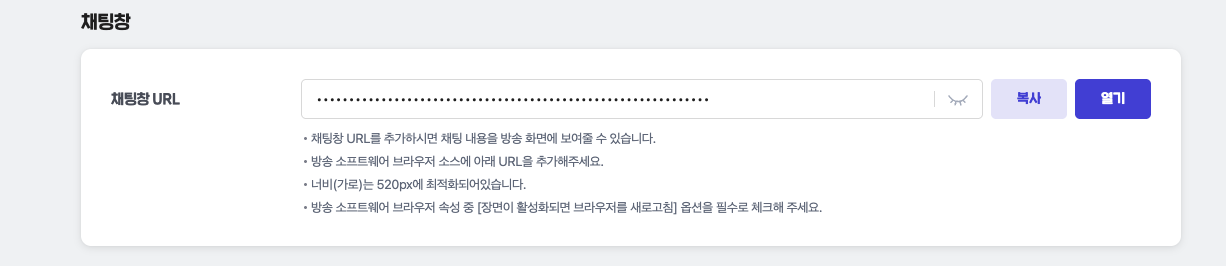 채팅창
채팅창 URL
••••••••••••••••••••••••••••••••••••••••••••••••••••••••••••• 복사 열기
• 채팅창 URL를 추가하시면 채팅 내용을 방송 화면에 보여줄 수 있습니다.
• 방송 소프트웨어 브라우저 소스에 아래 URL을 추가해주세요.
• 너비(가로)는 520px에 최적화되어있습니다.
• 방송 소프트웨어 브라우저 속성 중 [장면이 활성화되면 브라우저를 새로고침] 옵션을 필수로 체크해 주세요.